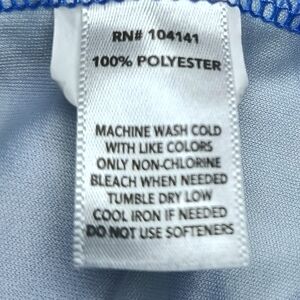 RN# 104141
100% POLYESTER
MACHINE WASH COLD
WITH LIKE COLORS
ONLY NON-CHLORINE
BLEACH WHEN NEEDED
TUMBLE DRY LOW
COOL IRON IF NEEDED
DO NOT USE SOFTENERS